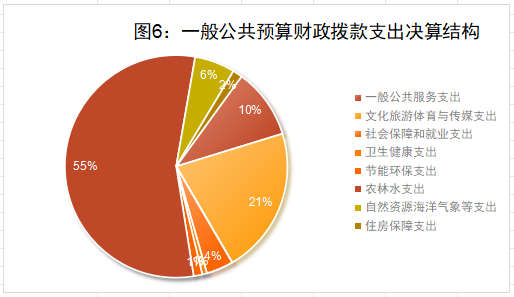 图6：一般公共预算财政拨款支出决算结构
6%
2%
10%
55%
21%
4%
1%
一般公共服务支出
文化旅游体育与传媒支出
社会保障和就业支出
卫生健康支出
节能环保支出
农林水支出
自然资源海洋气象等支出
住房保障支出